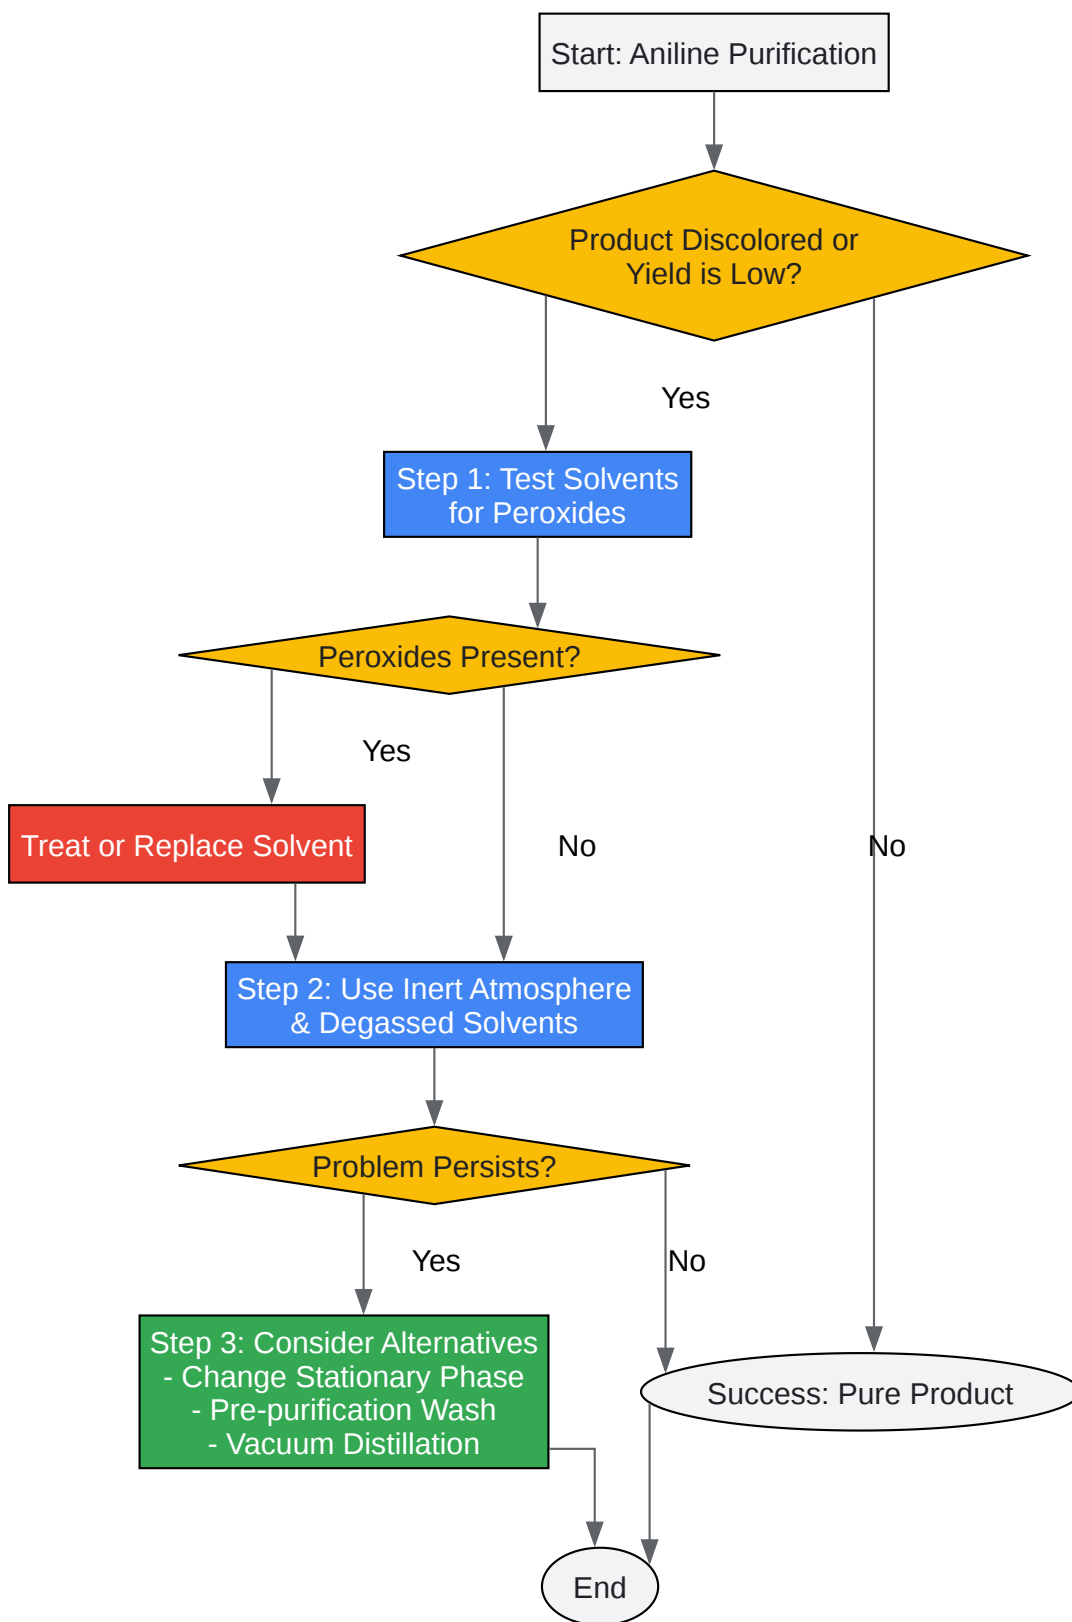 Start: Aniline Purification
Product Discolored or
Yield is Low?
Yes
Step 1: Test Solvents
for Peroxides
Peroxides Present?
Yes
Treat or Replace Solvent
No
No
Step 2: Use Inert Atmosphere
& Degassed Solvents
Problem Persists?
Yes
No
Step 3: Consider Alternatives
- Change Stationary Phase
- Pre-purification Wash
- Vacuum Distillation
Success: Pure Product
End